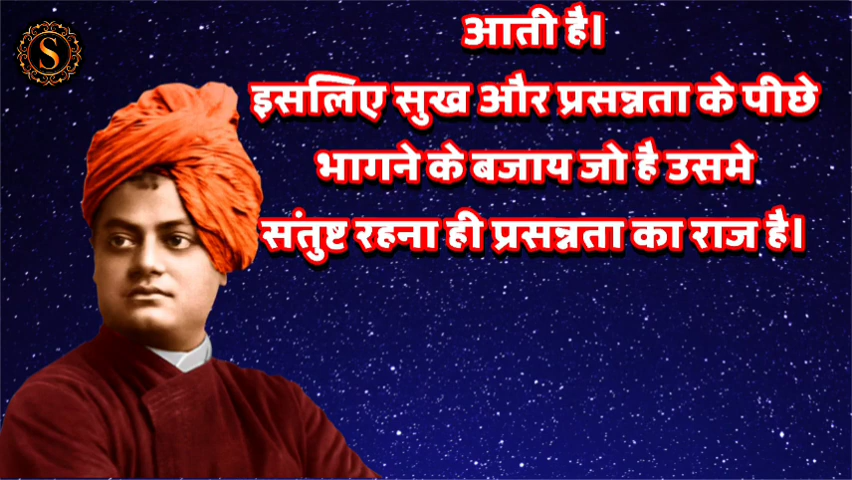 S
आती है।
इसलिए सुख और प्रसन्नता के पीछे
भागने के बजाय जो है उसमे
संतुष्ट रहना ही प्रसन्नता का राज है।